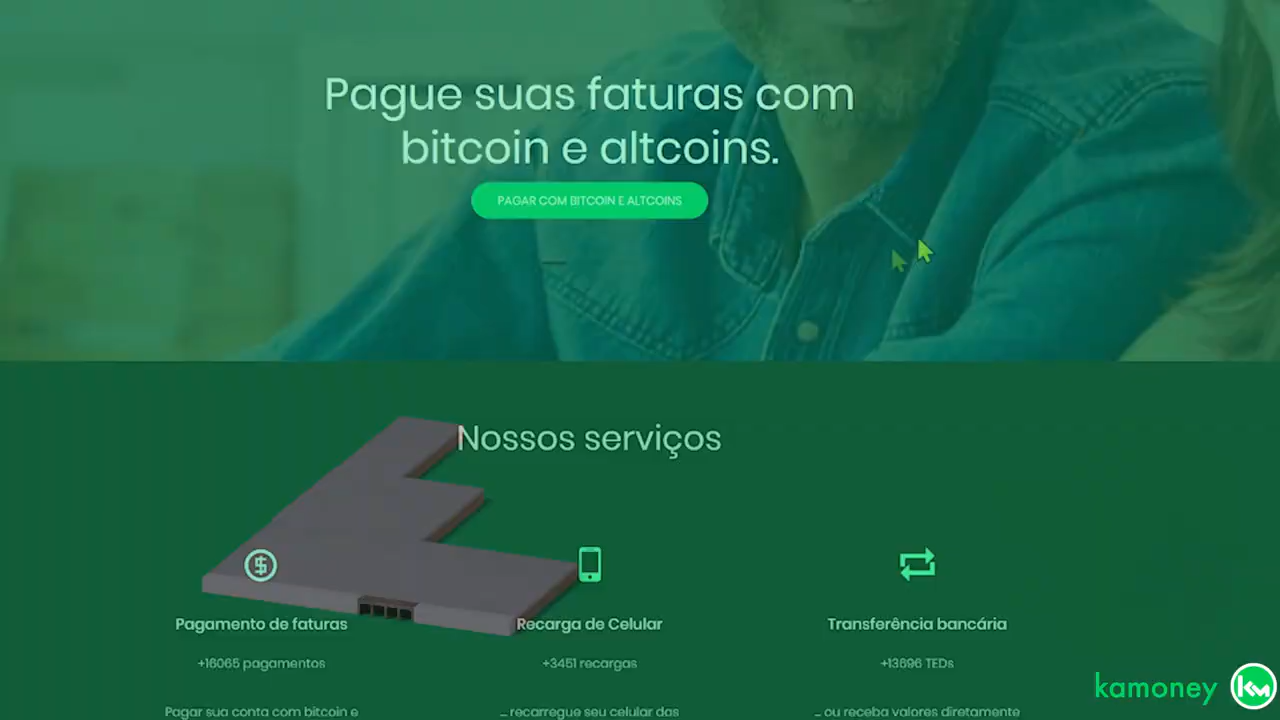 Pague suas faturas com
bitcoin e altcoins.
PAGAR COM BITCOIN E ALTCOINS
Nossos serviços
Pagamento de faturas
Recarga de Celular
Transferência bancária
+16065 pagamentos
+3451 recargas
+13696 TEDs
Pagar sua conta com bitcoin e
... recarregue seu celular das
... ou receba valores diretamente
kamoney
KM